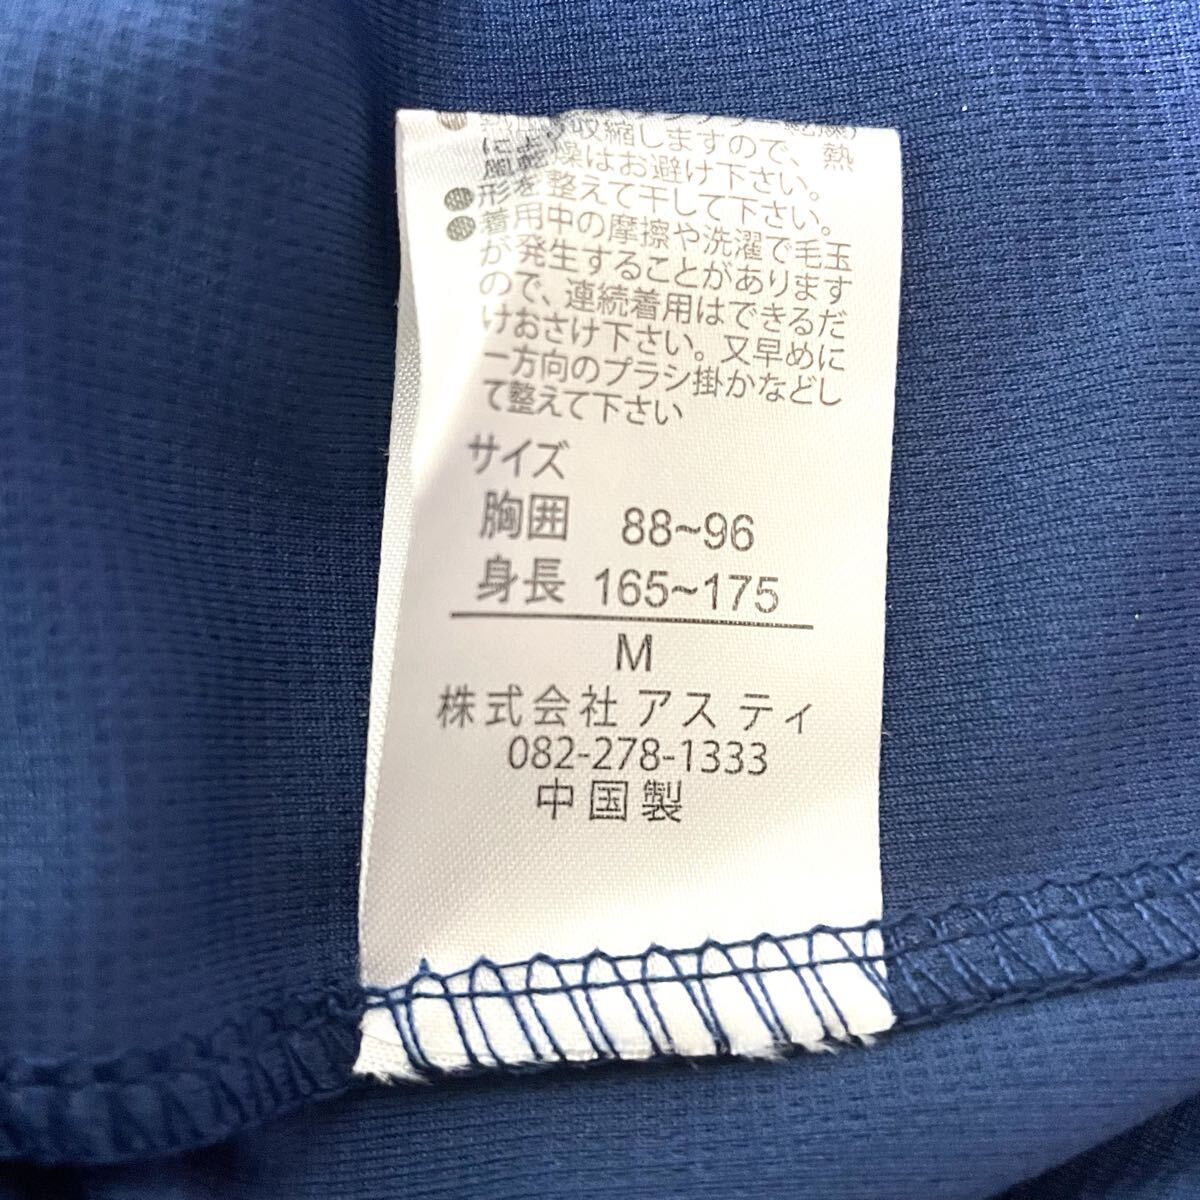 収縮しますので、熱
燥はお避け下さい。
形を整えて干して下さい。
着用中の摩擦や洗濯で毛玉
が発生することがあります
ので、連続着用はできるだ
けおさけ下さい。又早めに
一方向のブラシ掛かなどし
て整えて下さい
サイズ
胸囲 88~96
身長 165~175
M
株式会社アスティ
082-278-1333
中国製